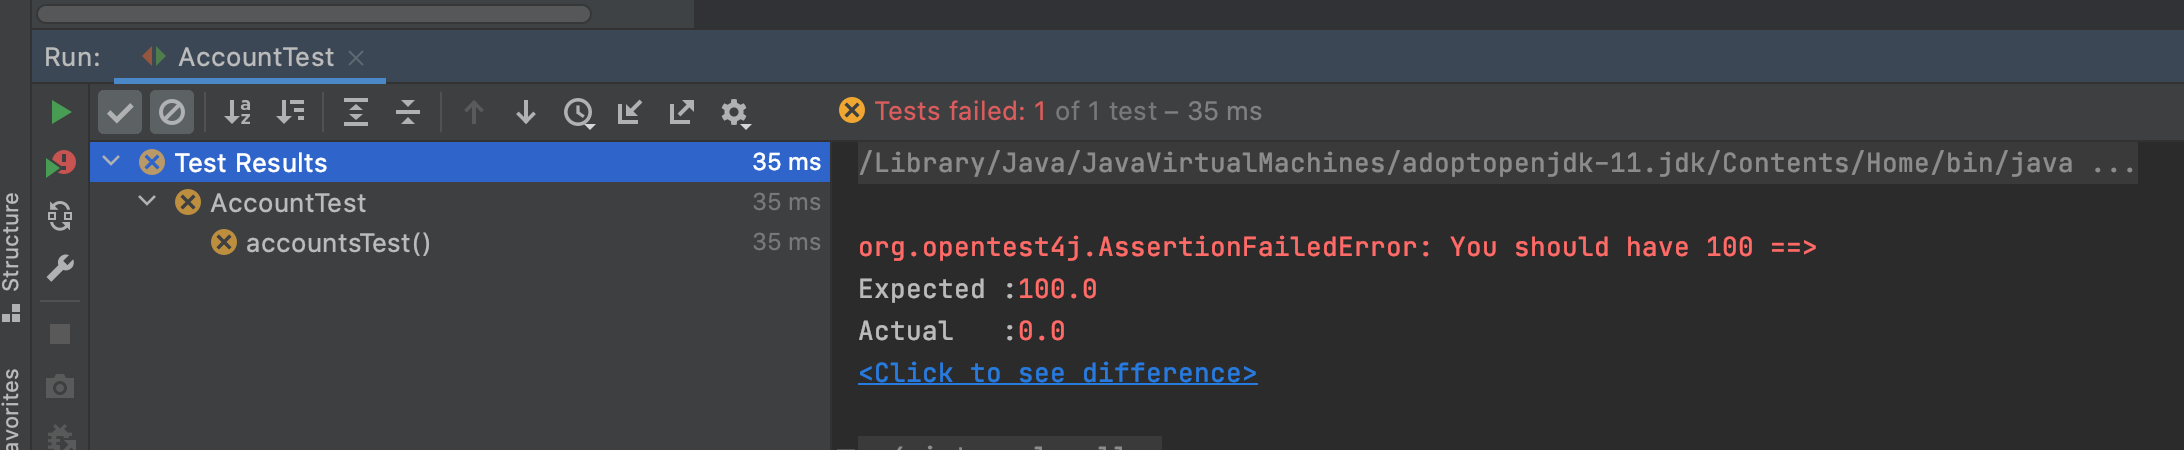 Run: AccountTest
Tests failed: 1 of 1 test – 35 ms
Test Results 35 ms
AccountTest 35 ms
accountsTest() 35 ms
/Library/Java/JavaVirtualMachines/adoptopenjdk-11.jdk/Contents/Home/bin/java ...
org.opentest4j.AssertionFailedError: You should have 100 ==>
Expected :100.0
Actual :0.0
<Click to see difference>
Structure